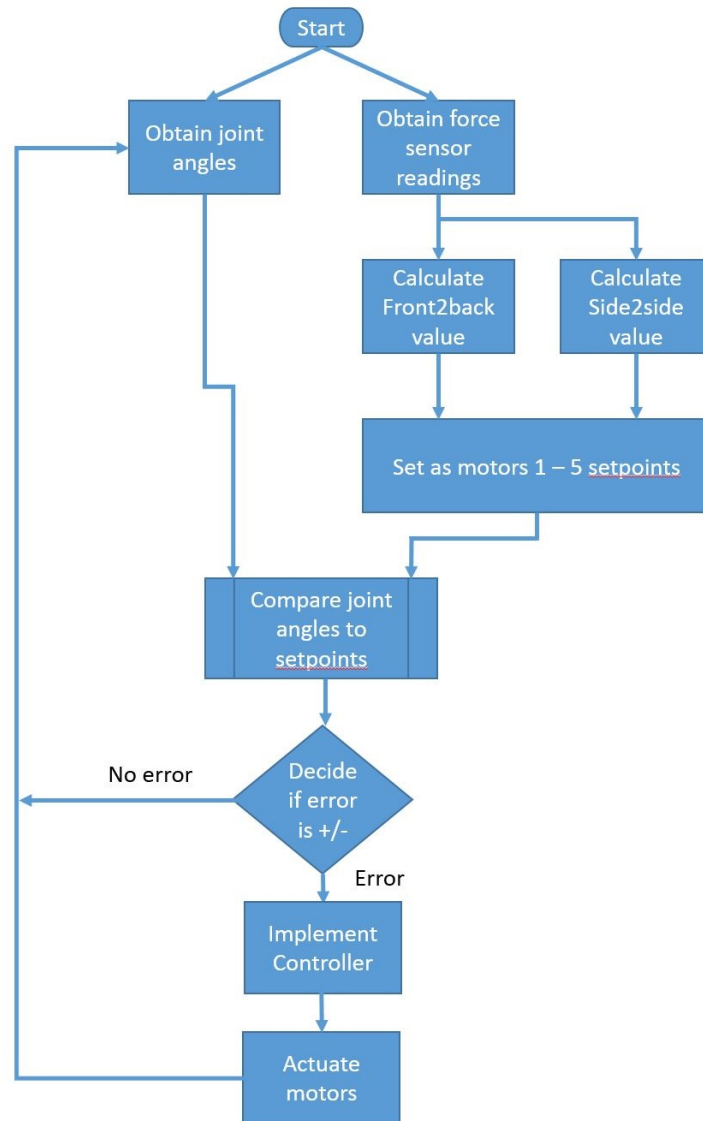 Start
Obtain joint
angles
Obtain force
sensor
readings
Calculate
Front2back
value
Calculate
Side2side
value
Set as motors 1 – 5 setpoints
Compare joint
angles to
setpoints
No error
Decide
if error
is +/-
Error
Implement
Controller
Actuate
motors